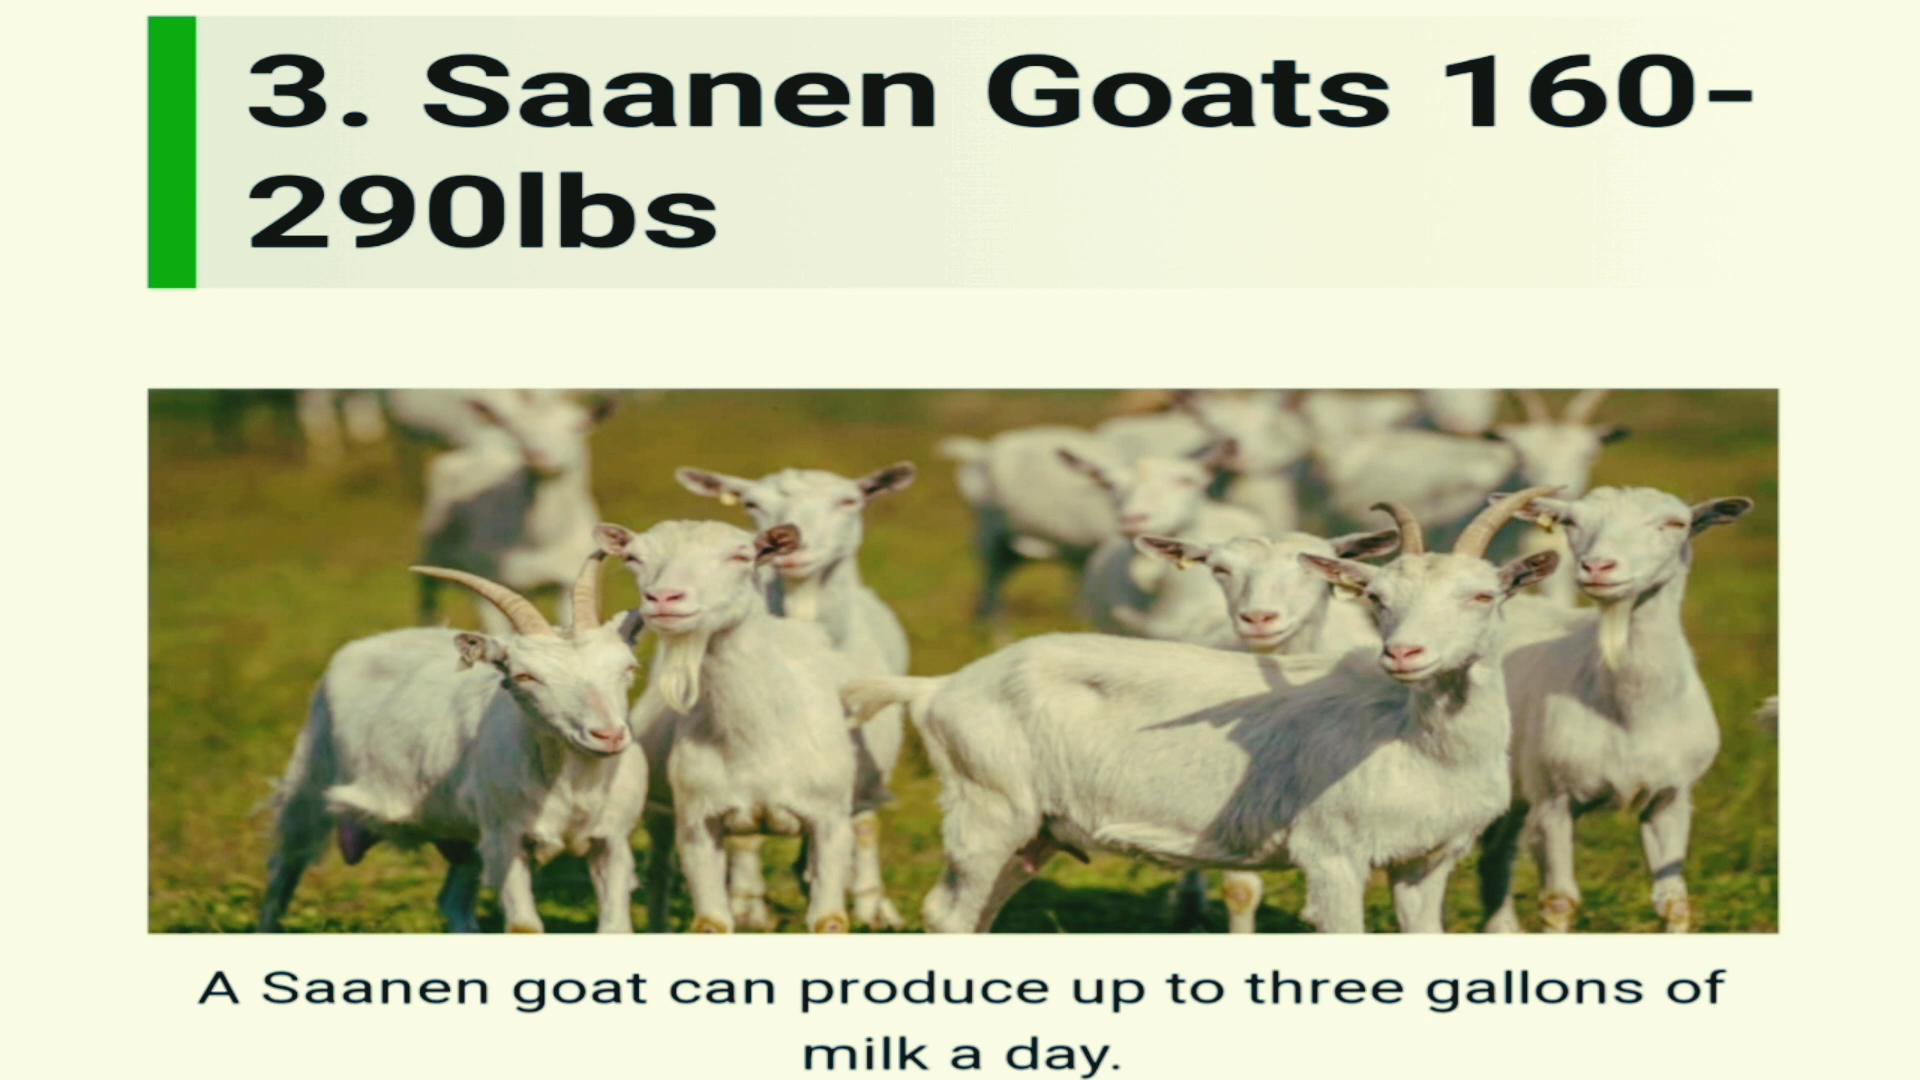 3. Saanen Goats 160-
290lbs
A Saanen goat can produce up to three gallons of
milk a day.